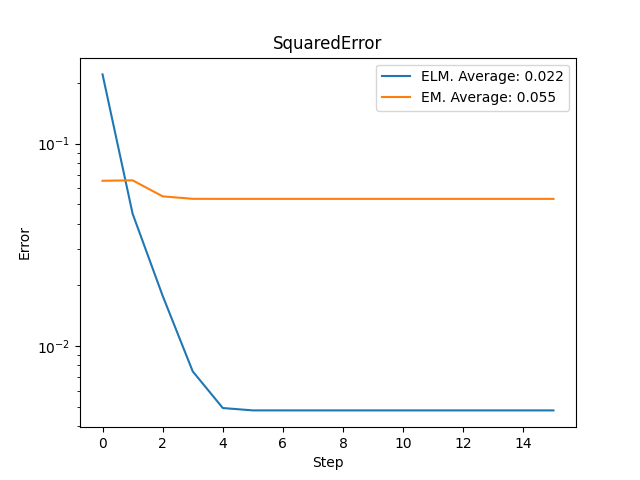 SquaredError
ELM. Average: 0.022
EM. Average: 0.055
10⁻¹
10⁻²
Error
0 2 4 6 8 10 12 14
Step